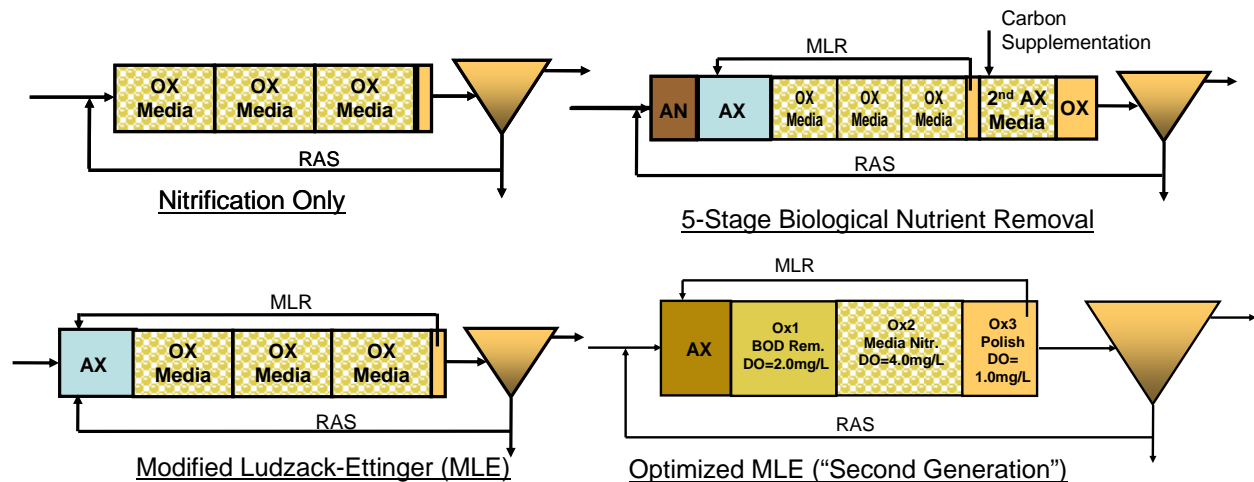 OX
Media
OX
Media
OX
Media
RAS
Nitrification Only
Carbon
Supplementation
MLR
AN
AX
OX
Media
OX
Media
OX
Media
2nd AX
Media
OX
RAS
5-Stage Biological Nutrient Removal
MLR
AX
OX
Media
OX
Media
OX
Media
RAS
Modified Ludzack-Ettinger (MLE)
MLR
AX
Ox1
BOD Rem.
DO=2.0mg/L
Ox2
Media Nitr.
DO=4.0mg/L
Ox3
Polish
DO=
1.0mg/L
RAS
Optimized MLE (“Second Generation”)